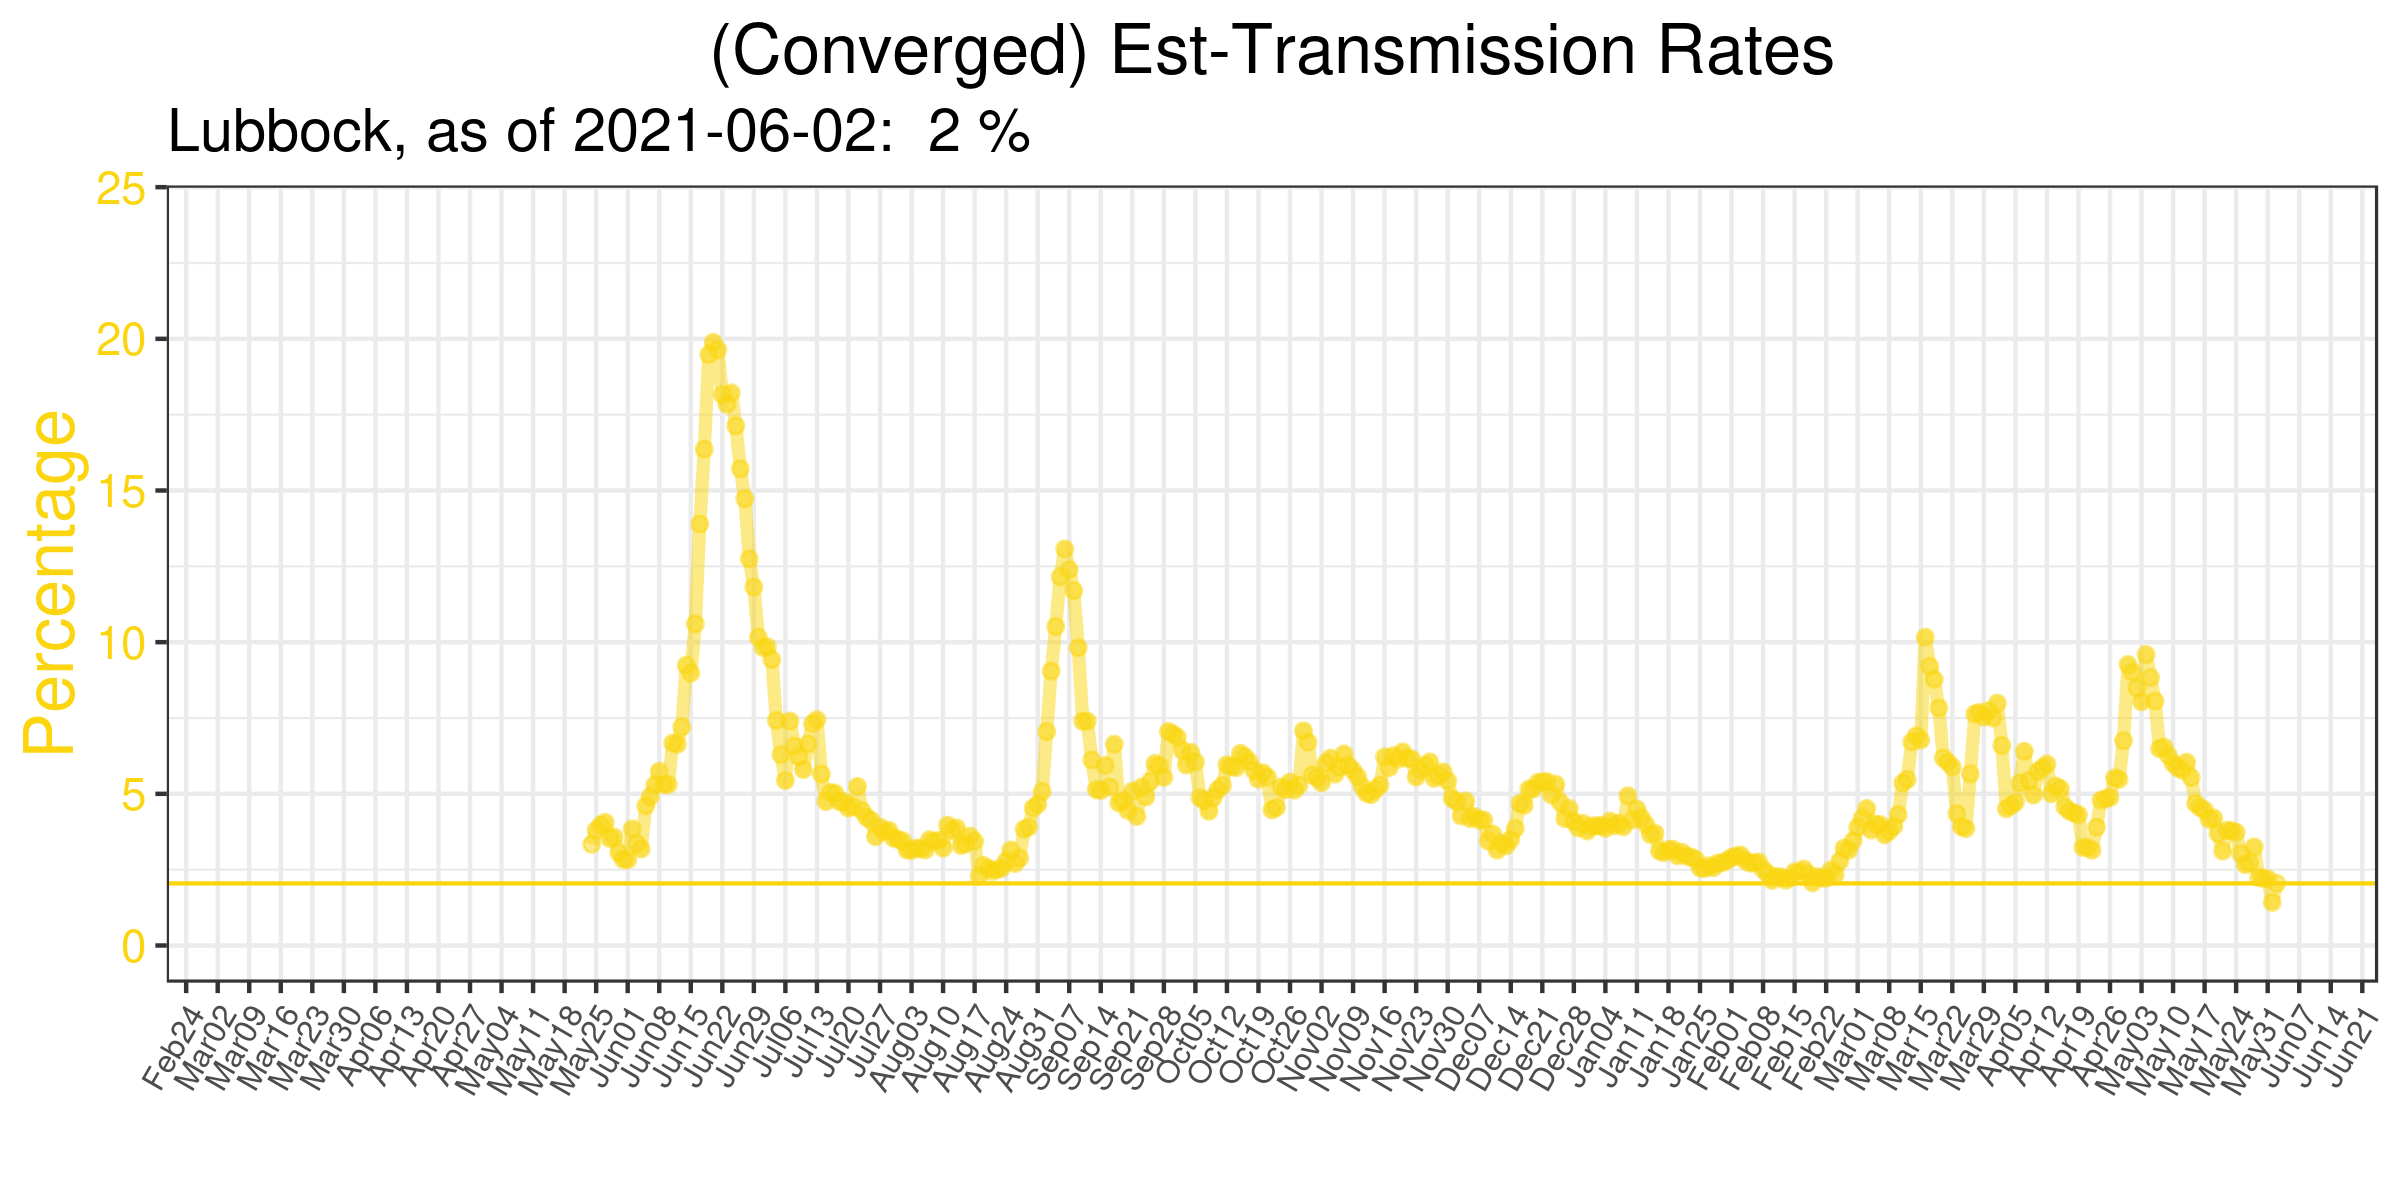 (Converged) Est-Transmission Rates
Lubbock, as of 2021-06-02: 2 %
Percentage
25
20
15
10
5
0
Feb24
Mar02
Mar09
Mar16
Mar23
Mar30
Apr06
Apr13
Apr20
Apr27
May04
May11
May18
May25
Jun01
Jun08
Jun15
Jun22
Jun29
Jul06
Jul13
Jul20
Jul27
Aug03
Aug10
Aug17
Aug24
Aug31
Sep07
Sep14
Sep21
Sep28
Oct05
Oct12
Oct19
Oct26
Nov02
Nov09
Nov16
Nov23
Nov30
Dec07
Dec14
Dec21
Dec28
Jan04
Jan11
Jan18
Jan25
Feb01
Feb08
Feb15
Feb22
Mar01
Mar08
Mar15
Mar22
Mar29
Apr05
Apr12
Apr19
Apr26
May03
May10
May17
May24
May31
Jun07
Jun14
Jun21